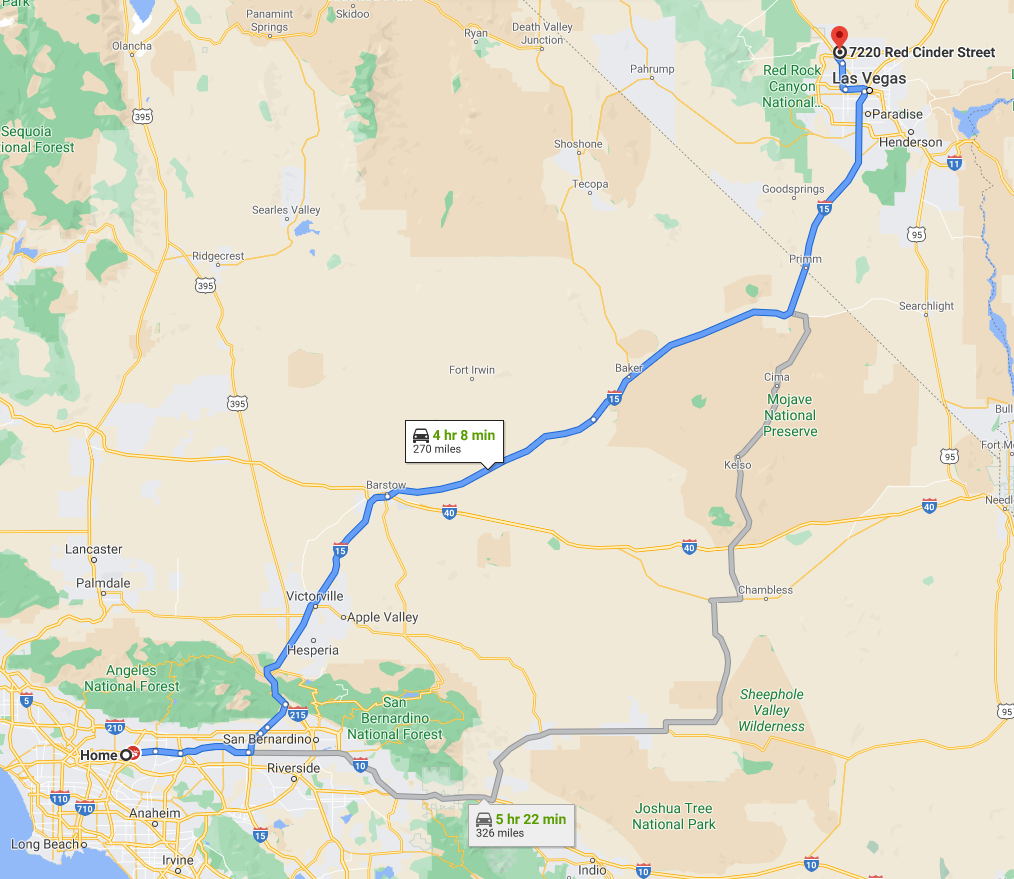 Park
Panamint
Springs
Skidoo
Olancha
Ryan
Death Valley
Junction
7220 Red Cinder Street
Pahrump
Red Rock
Canyon
National...
Las Vegas
395
Paradise
Sequoia
ional Forest
Henderson
Shoshone
11
Tecopa
Goodsprings
Searles Valley
15
95
Ridgecrest
Primm
395
Searchlight
Fort Irwin
Baker
Cima
395
15
Mojave
National
Preserve
Bull
4 hr 8 min
270 miles
Fort M
95
Kelso
Barstow
40
40
Needl
Lancaster
15
40
Palmdale
Chambless
Victorville
Apple Valley
Hesperia
Angeles
National Forest
5
San
Bernardino
National Forest
Sheephole
Valley
Wilderness
95
215
210
San Bernardino
Home
10
Riverside
110
710
Anaheim
5 hr 22 min
326 miles
Joshua Tree
National Park
15
Long Beach
Irvine
Indio
10
10